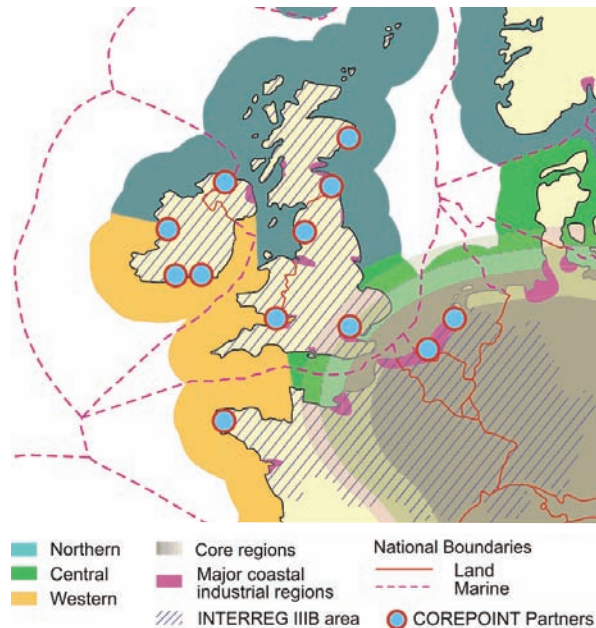 Northern
Central
Western
Core regions
Major coastal
industrial regions
INTERREG IIIB area
National Boundaries
Land
Marine
COREPOINT Partners